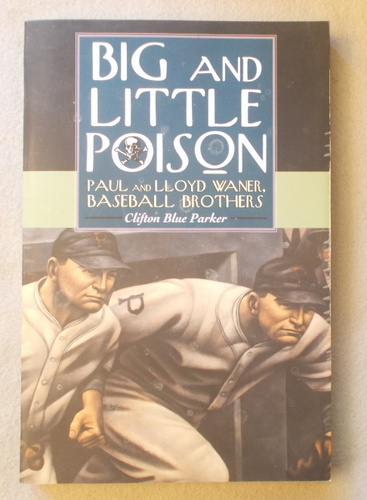 BIG AND
LITTLE
POISON
PAUL AND LLOYD WANER,
BASEBALL BROTHERS
Clifton Blue Parker
P